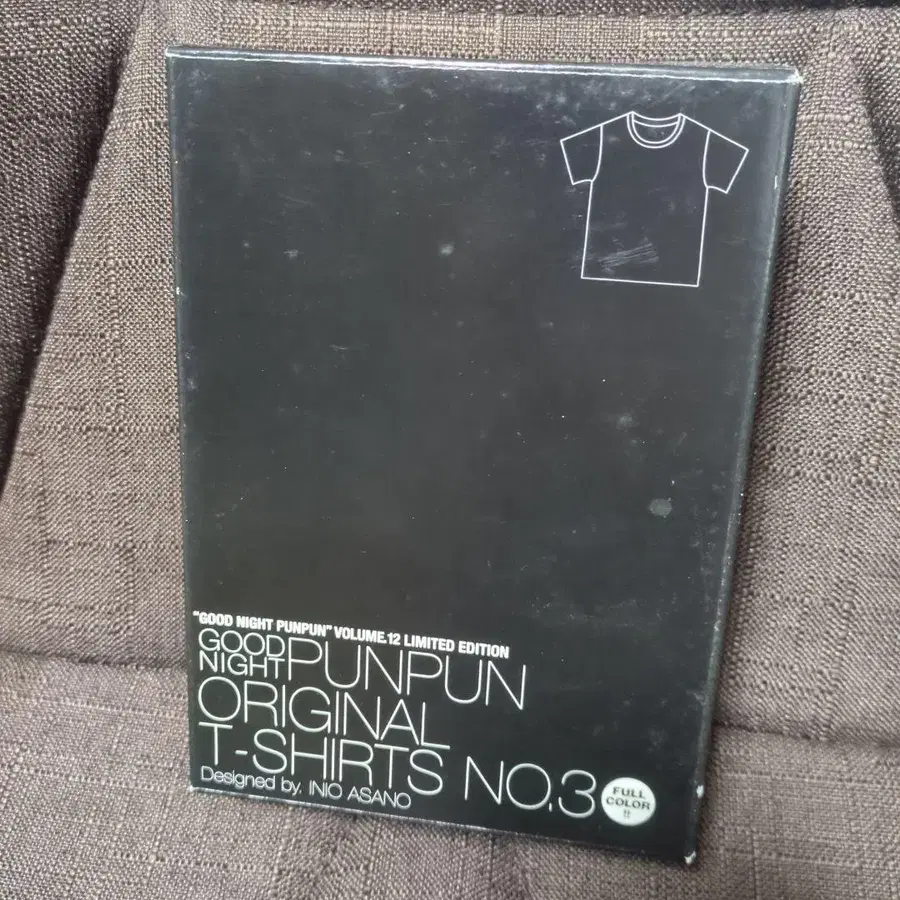 "GOOD NIGHT PUNPUN" VOLUME.12 LIMITED EDITION
GOOD
NIGHT PUNPUN
ORIGINAL
T-SHIRTS NO.3
Designed by. INIO ASANO
FULL
COLOR
!!